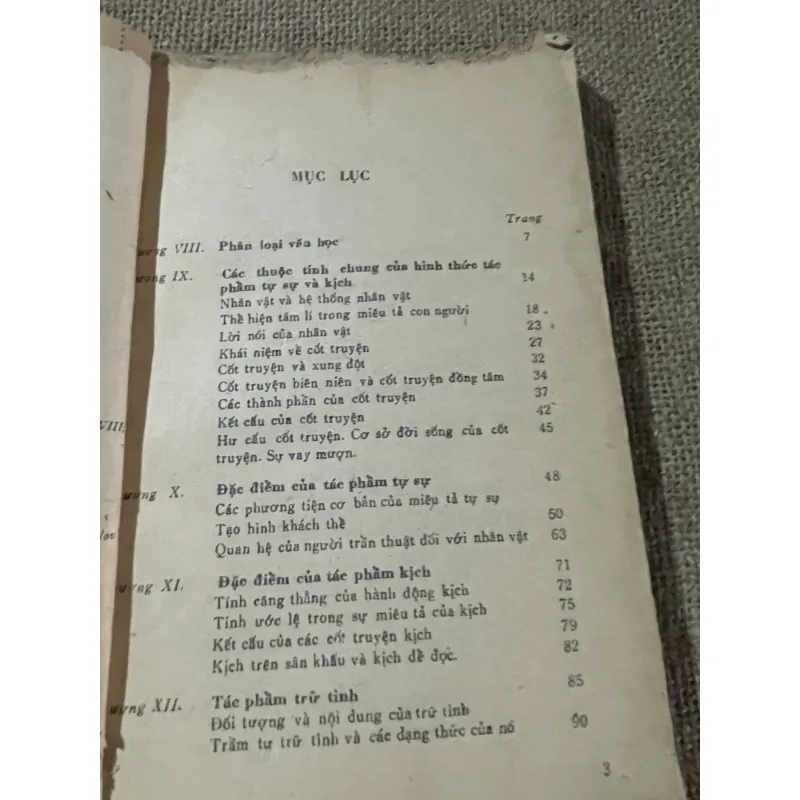 MỤC LỤC
Trang
ương VIII. Phân loại văn học 7
ương IX. Các thuộc tính chung của hình thức tác
phẩm tự sự và kịch 14
Nhân vật và hệ thống nhân vật
Thể hiện tâm lí trong miêu tả con người 18
Lời nói của nhân vật 23
Khái niệm về cốt truyện 27
Cốt truyện và xung đột 32
Cốt truyện biên niên và cốt truyện đồng tâm 34
Các thành phần của cốt truyện 37
Kết cấu của cốt truyện 42
Hư cấu cốt truyện. Cơ sở đời sống của cốt 45
truyện. Sự vay mượn.
VIII.
ương X. Đặc điểm của tác phẩm tự sự 48
Các phương tiện cơ bản của miêu tả tự sự
Tạo hình khách thể 50
Quan hệ của người trần thuật đối với nhân vật 63
ương XI. Đặc điểm của tác phẩm kịch 71
Tính căng thẳng của hành động kịch 72
Tính ước lệ trong sự miêu tả của kịch 75
Kết cấu của các cốt truyện kịch 79
Kịch trên sân khấu và kịch để đọc. 82
ương XII. Tác phẩm trữ tình 85
Đối tượng và nội dung của trữ tình
Trầm tư trữ tình và các dạng thức của nó 90
3